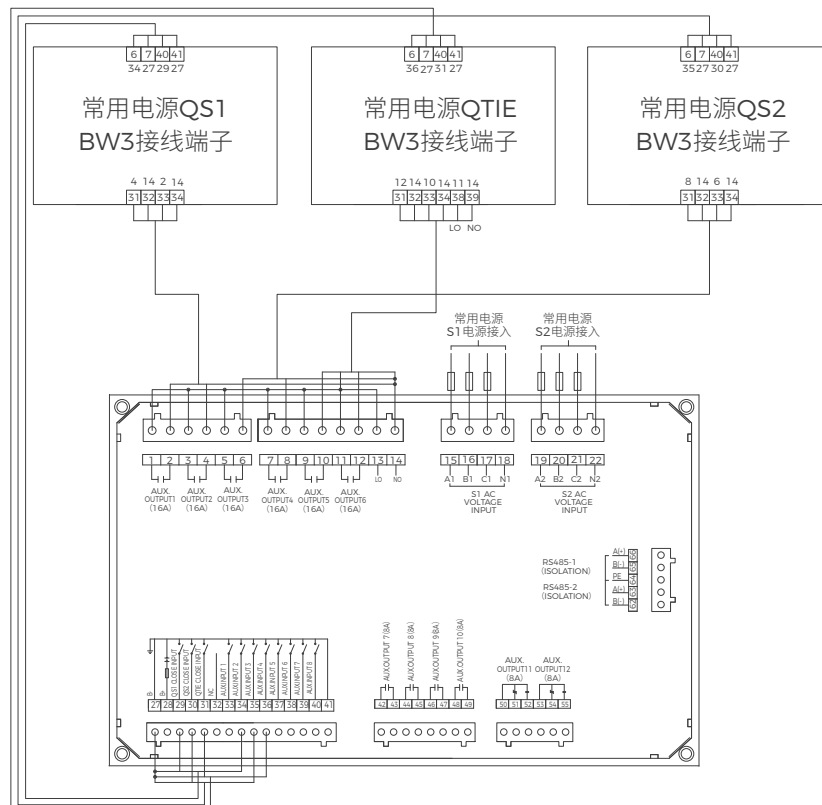 6 7 40 41
34 27 29 27
常用电源QS1
BW3接线端子
4 14 2 14
31 32 33 34
6 7 40 41
36 27 31 27
常用电源QTIE
BW3接线端子
12 14 10 14 11 14
31 32 33 34 38 39
LO NO
6 7 40 41
35 27 30 27
常用电源QS2
BW3接线端子
8 14 6 14
31 32 33 34
常用电源
S1电源接入
常用电源
S2电源接入
1 2 3 4 5 6
AUX.
OUTPUT1
(16A)
AUX.
OUTPUT2
(16A)
AUX.
OUTPUT3
(16A)
7 8 9 10 11 12 13 14
AUX.
OUTPUT4
(16A)
AUX.
OUTPUT5
(16A)
AUX.
OUTPUT6
(16A)
LO NO
15 16 17 18
A1 B1 C1 N1
S1 AC
VOLTAGE
INPUT
19 20 21 22
A2 B2 C2 N2
S2 AC
VOLTAGE
INPUT
RS485-1
(ISOLATION)
RS485-2
(ISOLATION)
A(+) 66
B(-) 65
PE 64
A(+) 63
B(-) 62
B-
B+
QS1 CLOSE INPUT
QS2 CLOSE INPUT
QTIE CLOSE INPUT
NC
AUX.INPUT 1
AUX.INPUT 2
AUX.INPUT 3
AUX.INPUT 4
AUX.INPUT 5
AUX.INPUT 6
AUX.INPUT 7
AUX.INPUT 8
27 28 29 30 31 32 33 34 35 36 37 38 39 40 41
AUX.OUTPUT 7(8A)
AUX.OUTPUT 8(8A)
AUX.OUTPUT 9(8A)
AUX.OUTPUT 10(8A)
42 43 44 45 46 47 48 49
AUX.
OUTPUT11
(8A)
AUX.
OUTPUT12
(8A)
50 51 52 53 54 55